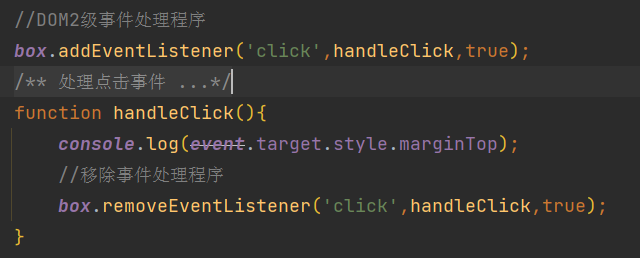 //DOM2级事件处理程序
box.addEventListener('click',handleClick,true);
/** 处理点击事件 ...*/
function handleClick(){
    console.log(event.target.style.marginTop);
    //移除事件处理程序
    box.removeEventListener('click',handleClick,true);
}